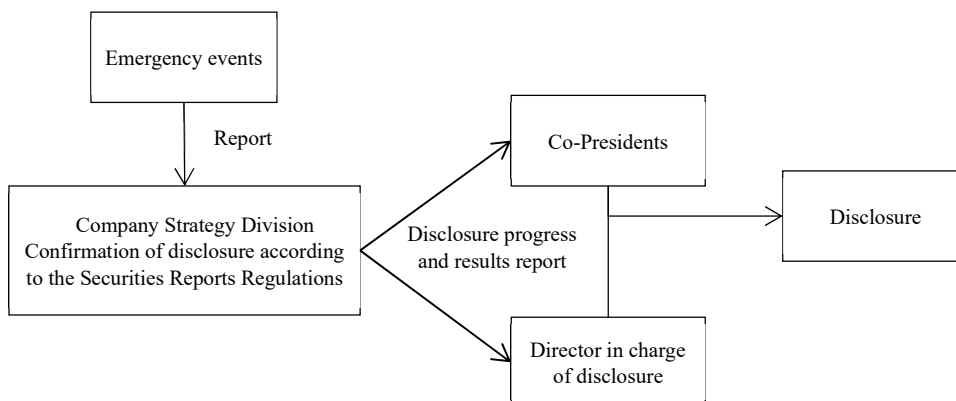 Emergency events
Report
Company Strategy Division
Confirmation of disclosure according
to the Securities Reports Regulations
Co-Presidents
Disclosure progress
and results report
Director in charge
of disclosure
Disclosure